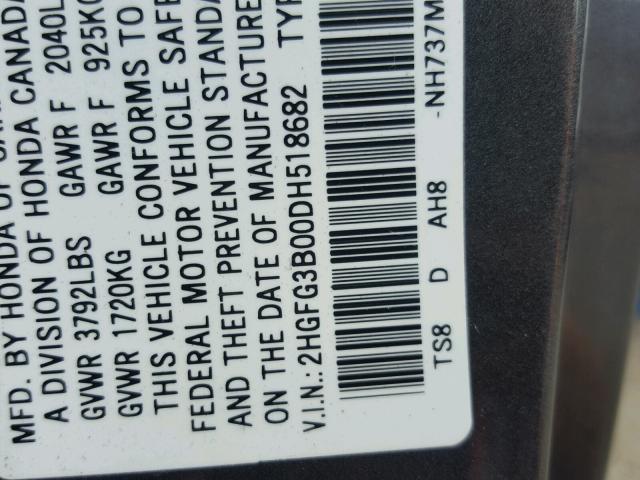 MFD. BY HONDA OF
A DIVISION OF HONDA CANADA
GVWR 3792LBS GAWR F 2040L
GVWR 1720KG GAWR F 925KG
THIS VEHICLE CONFORMS TO
FEDERAL MOTOR VEHICLE SAFE
AND THEFT PREVENTION STANDA
ON THE DATE OF MANUFACTURE
V.I.N.: 2HGFG3B00DH518682 TYP
TS8 D AH8 -NH737M